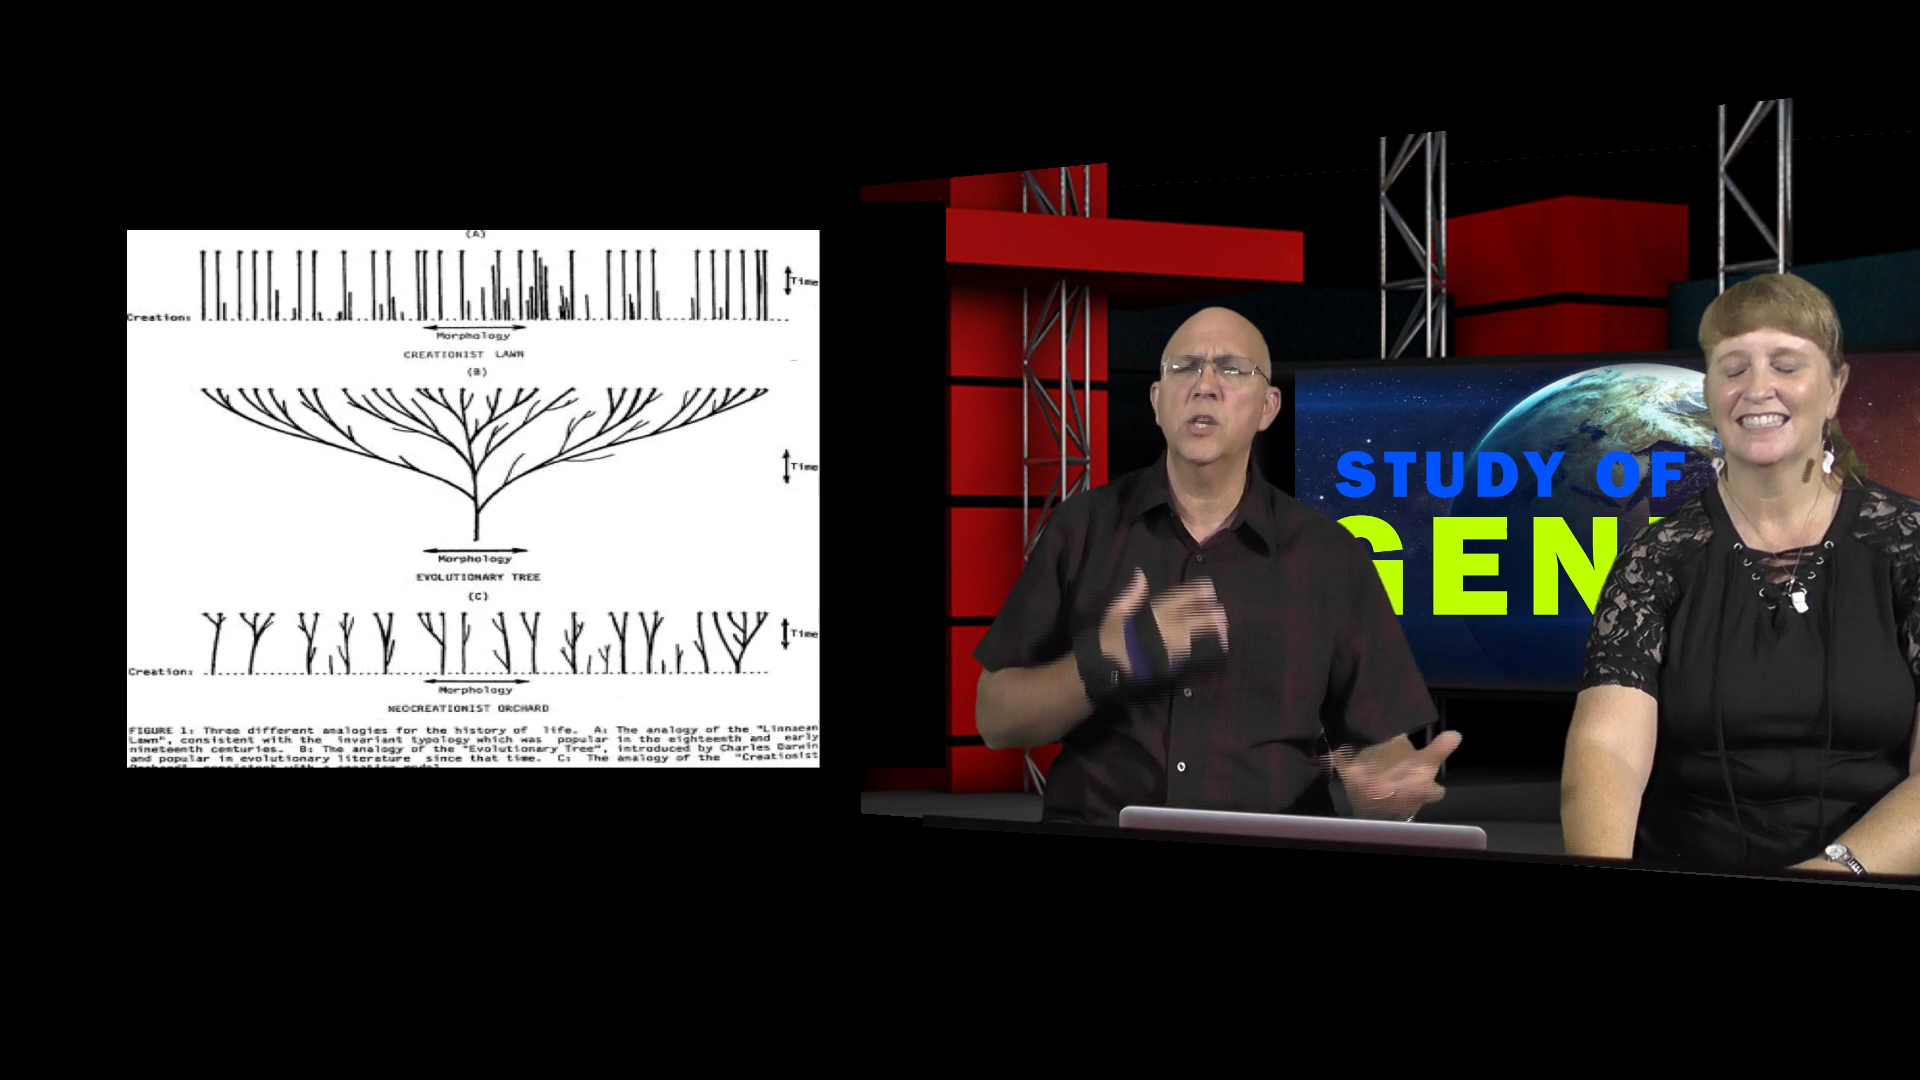 (A)
Time
Creation:
Morphology
CREATIONIST LAWN
(B)
Time
Morphology
EVOLUTIONARY TREE
(C)
Time
Creation:
Morphology
NEOCREATIONIST ORCHARD
FIGURE 1: Three different analogies for the history of life. A: The analogy of the "Linnaean
Lawn", consistent with the invariant typology which was popular in the eighteenth and early
nineteenth centuries. B: The analogy of the "Evolutionary Tree", introduced by Charles Darwin
and popular in evolutionary literature since that time. C: The analogy of the "Creationist
STUDY OF
GEN